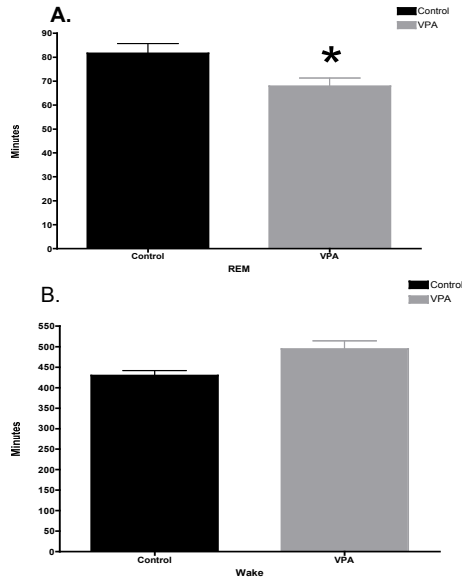 A.
Control
VPA
*
90
80
70
60
50
40
30
20
10
0
Minutes
Control VPA
REM
B.
Control
VPA
550
500
450
400
350
300
250
200
150
100
50
0
Minutes
Control VPA
Wake